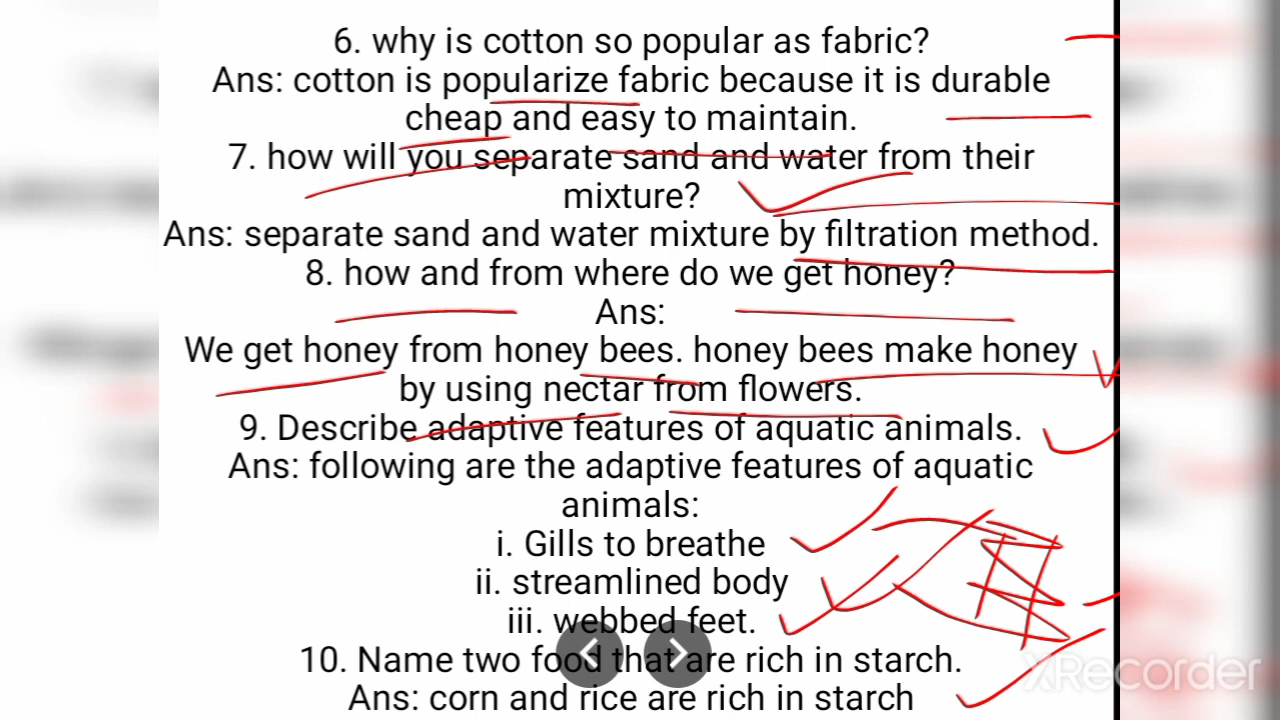 6. why is cotton so popular as fabric?
Ans: cotton is popularize fabric because it is durable
cheap and easy to maintain.
7. how will you separate sand and water from their
mixture?
Ans: separate sand and water mixture by filtration method.
8. how and from where do we get honey?
Ans:
We get honey from honey bees. honey bees make honey
by using nectar from flowers.
9. Describe adaptive features of aquatic animals.
Ans: following are the adaptive features of aquatic
animals:
i. Gills to breathe
ii. streamlined body
iii. webbed feet.
10. Name two food that are rich in starch.
Ans: corn and rice are rich in starch
XRecorder